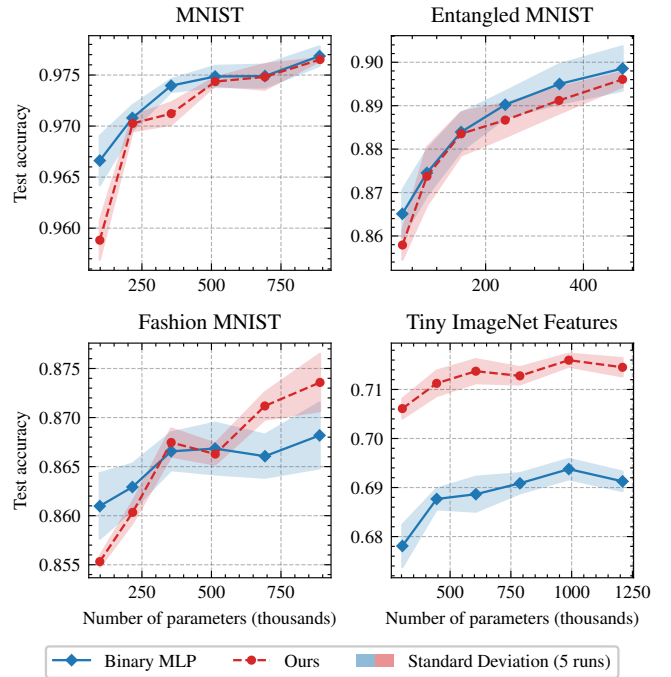 MNIST
Entangled MNIST
Test accuracy
0.975
0.970
0.965
0.960
250
500
750
0.90
0.89
0.88
0.87
0.86
200
400
Fashion MNIST
Tiny ImageNet Features
Test accuracy
0.875
0.870
0.865
0.860
0.855
250
500
750
Number of parameters (thousands)
0.71
0.70
0.69
0.68
500
750
1000
1250
Number of parameters (thousands)
Binary MLP
Ours
Standard Deviation (5 runs)